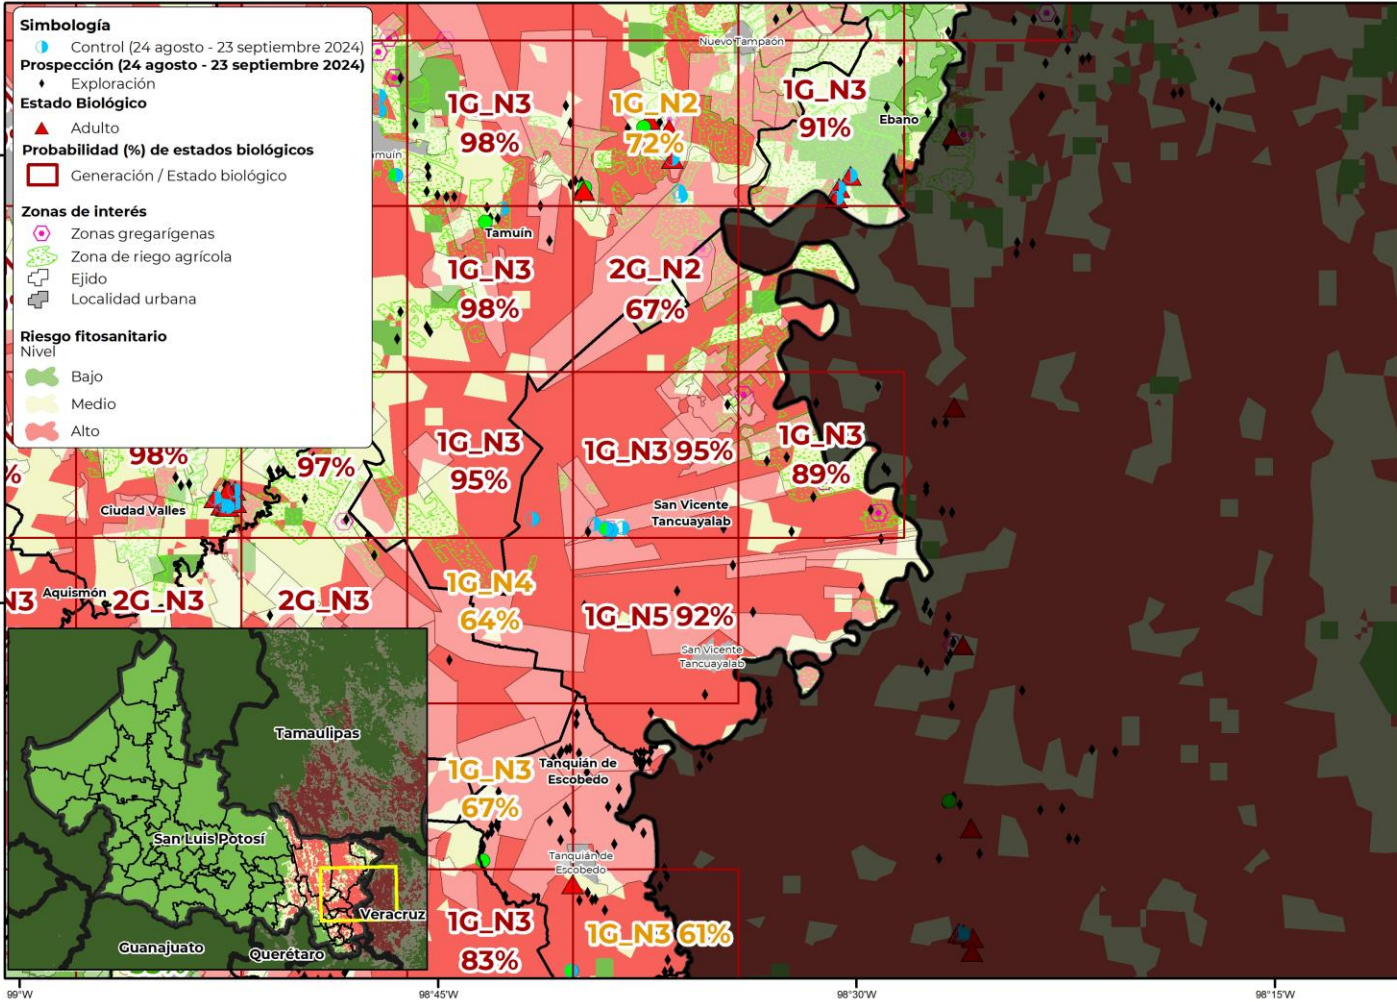 Simbología
Control (24 agosto - 23 septiembre 2024)
Prospección (24 agosto - 23 septiembre 2024)
Exploración
Estado Biológico
Adulto
Probabilidad (%) de estados biológicos
Generación / Estado biológico
Zonas de interés
Zonas gregarígenas
Zona de riego agrícola
Ejido
Localidad urbana
Riesgo fitosanitario
Nivel
Bajo
Medio
Alto
Nuevo Tampaón
1G_N3
98%
1G_N2
72%
1G_N3
91%
Ebano
amuín
Tamuín
1G_N3
98%
2G_N2
67%
98%
97%
%
1G_N3
95%
1G_N3 95%
1G_N3
89%
Ciudad Valles
San Vicente
Tancuayalab
Aquismón
N3
2G_N3
2G_N3
1G_N4
64%
1G_N5 92%
San Vicente
Tancuayalab
1G_N3
67%
Tanquián de
Escobedo
Tanquián de
Escobedo
1G_N3
83%
1G_N3 61%
Tamaulipas
San Luis Potosí
Veracruz
Guanajuato
Querétaro
99°W
98°45'W
98°30'W
98°15'W